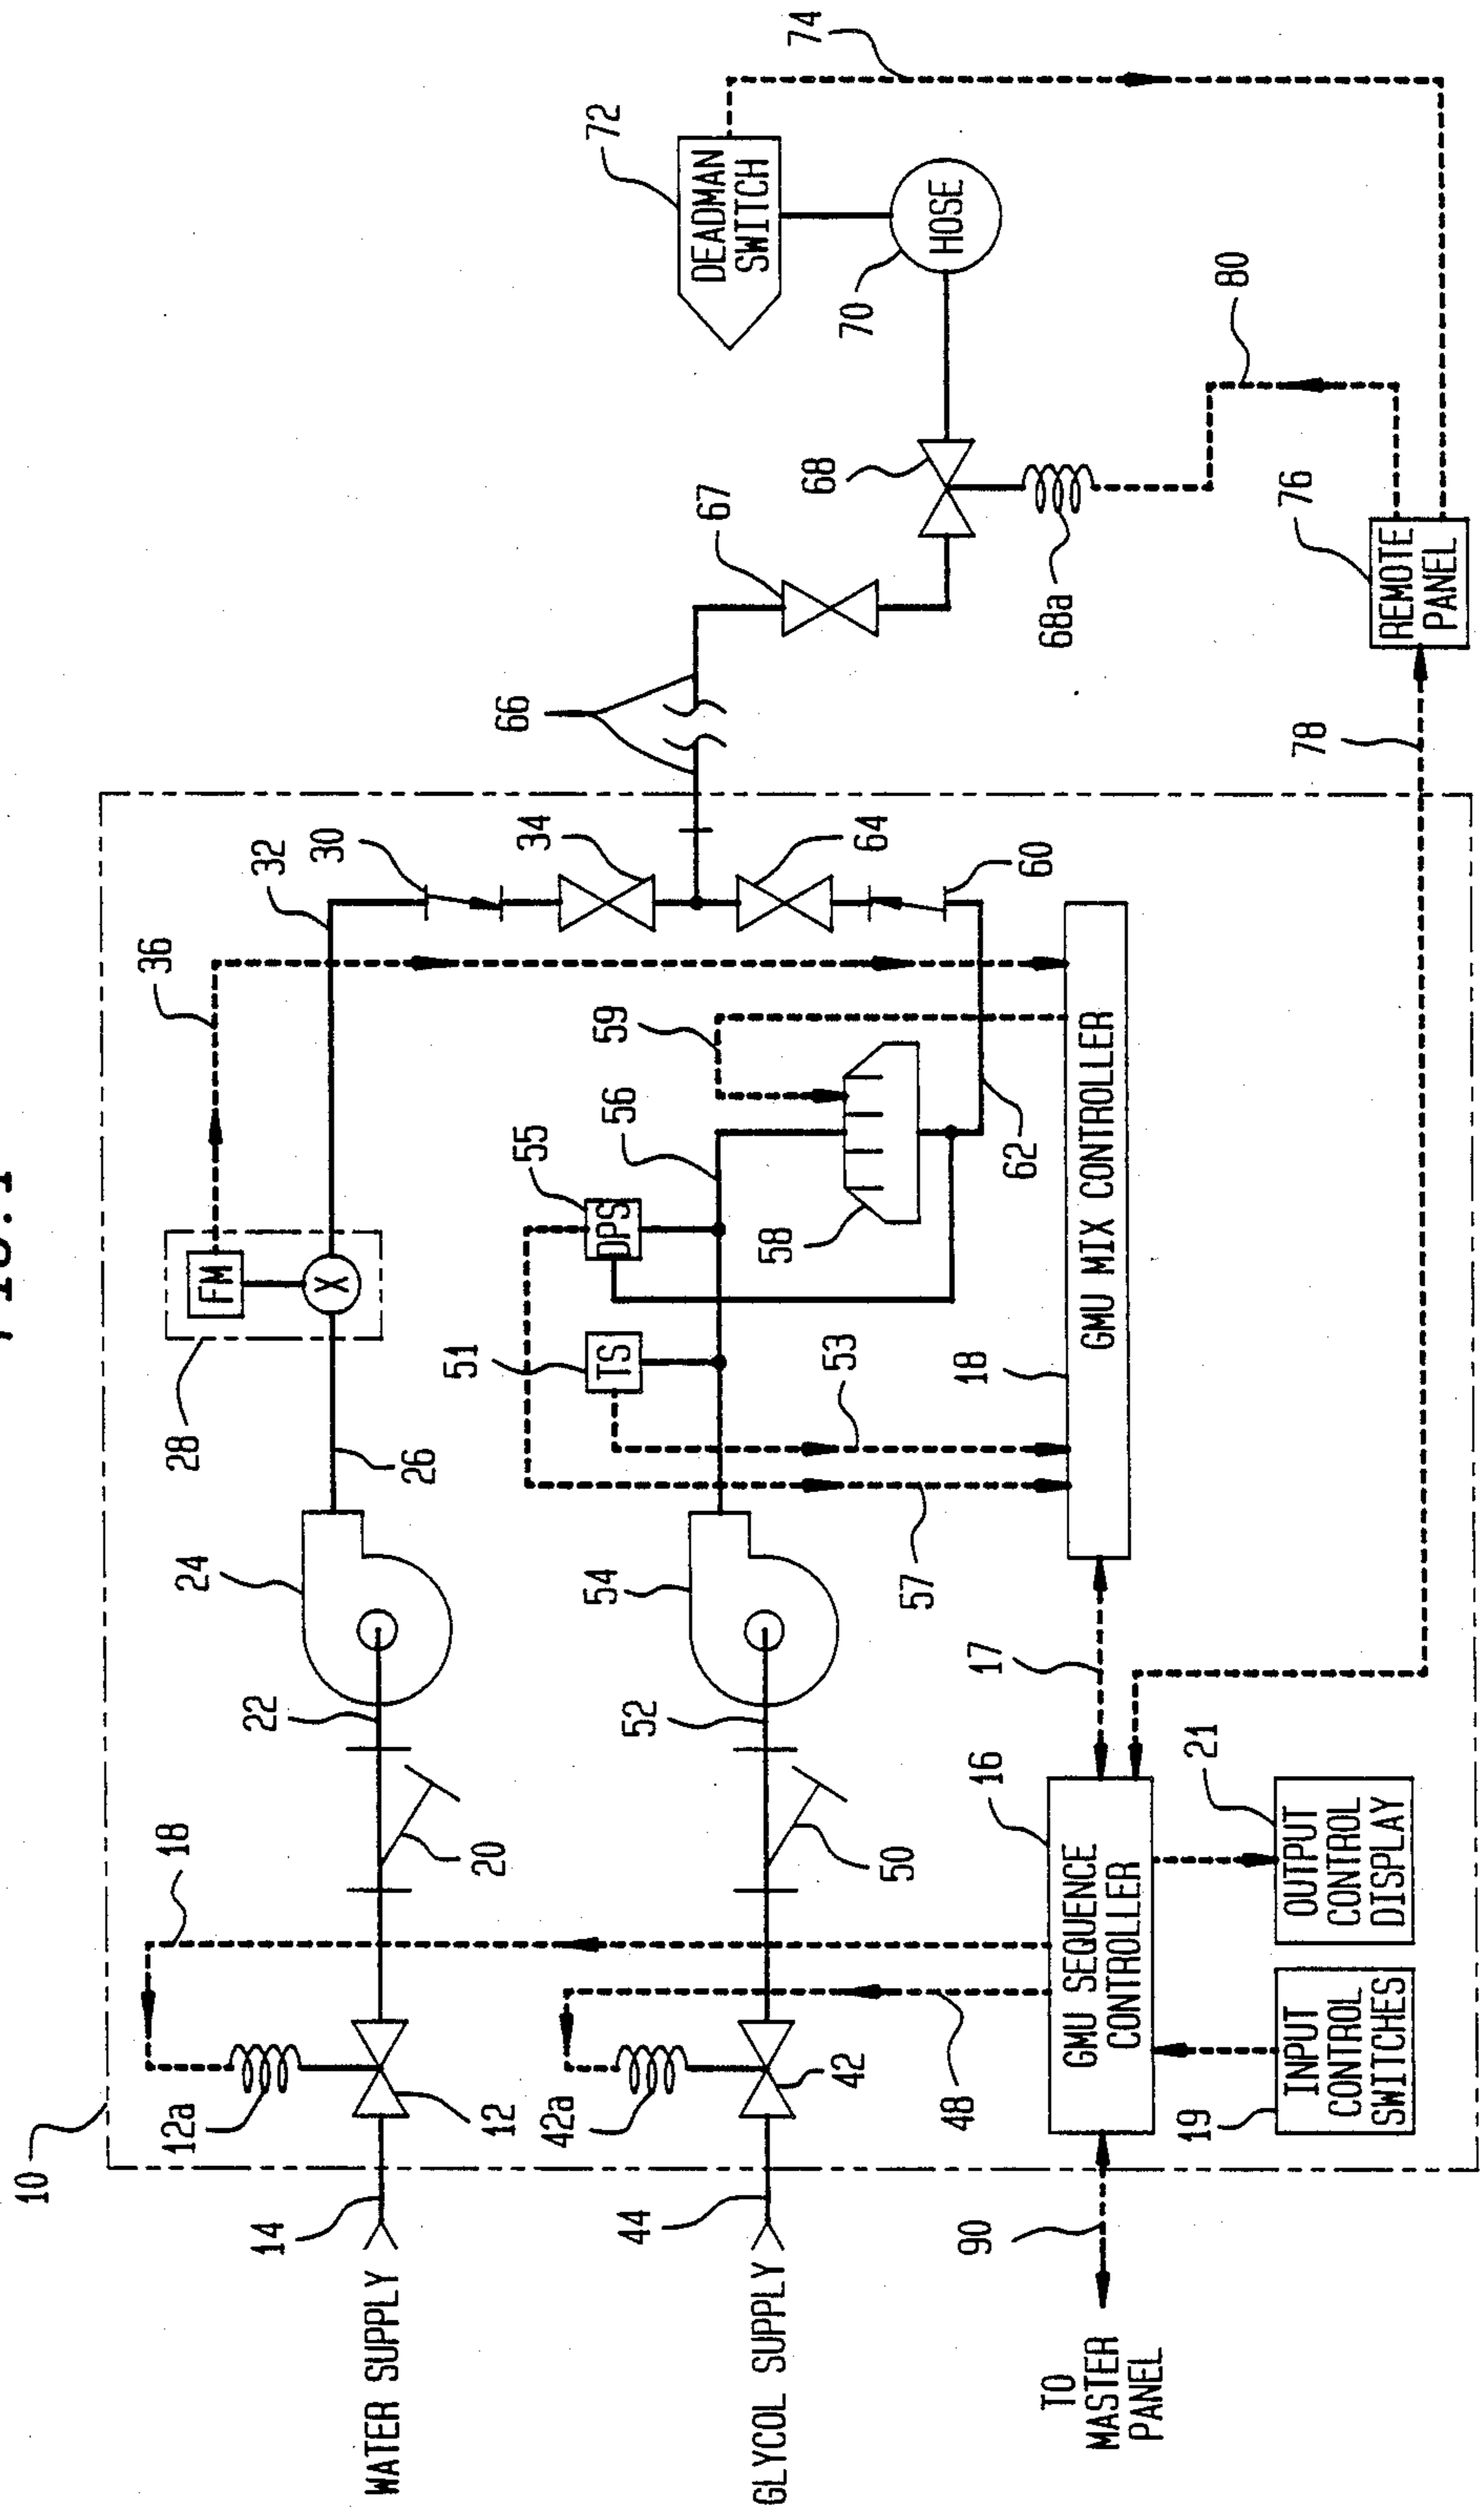 10
WATER SUPPLY
14
12a
12
18
20
22
24
26
28
FM
X
36
32
30
34
GLYCOL SUPPLY
44
42a
42
48
50
52
54
51
TS
55
DPS
56
58
59
53
57
62
60
64
66
67
68
68a
70
HOSE
72
DEADMAN
SWITCH
74
80
76
REMOTE
PANEL
78
TO
MASTER
PANEL
90
GMU SEQUENCE
CONTROLLER
16
17
18
GMU MIX CONTROLLER
19
INPUT
CONTROL
SWITCHES
21
OUTPUT
CONTROL
DISPLAY